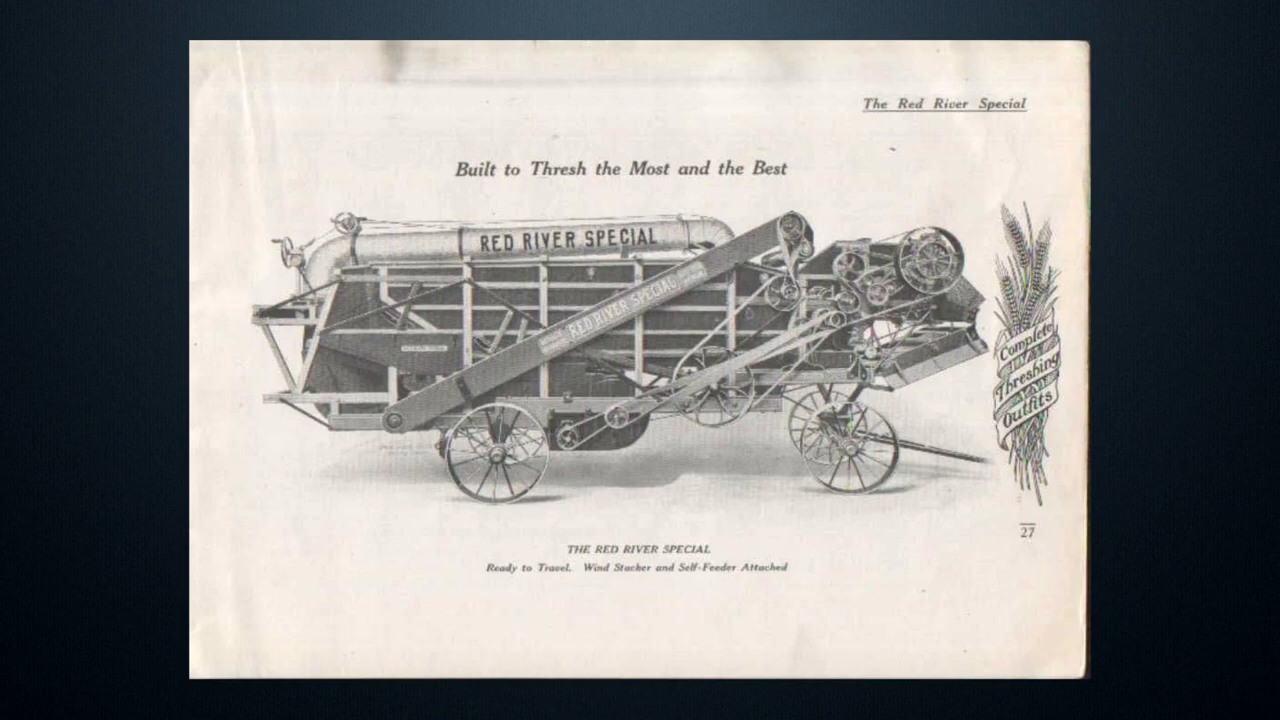 The Red River Special
Built to Thresh the Most and the Best
RED RIVER SPECIAL
RED RIVER SPECIAL
Complete
Threshing
Outfits
27
THE RED RIVER SPECIAL
Ready to Travel. Wind Stacker and Self-Feeder Attached